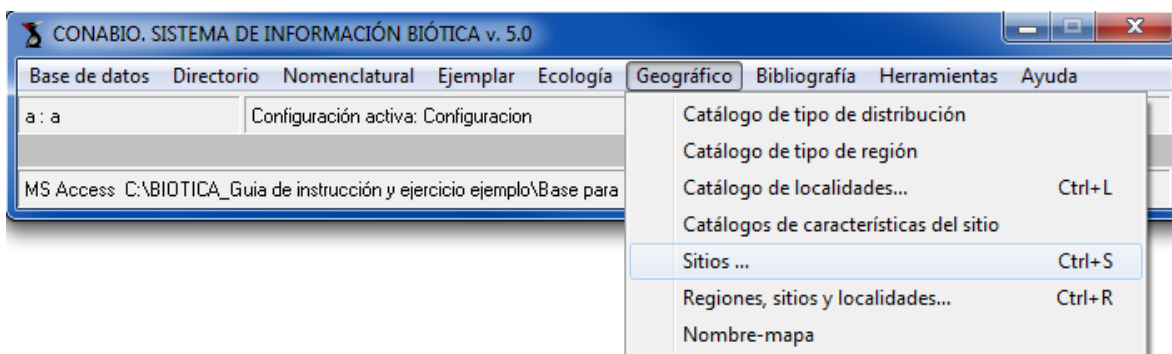 CONABIO. SISTEMA DE INFORMACIÓN BIÓTICA v. 5.0
Base de datos Directorio Nomenclatural Ejemplar Ecología Geográfico Bibliografía Herramientas Ayuda
a : a Configuración activa: Configuracion
MS Access C:\BIOTICA_Guia de instrucción y ejercicio ejemplo\Base para
Catálogo de tipo de distribución
Catálogo de tipo de región
Catálogo de localidades... Ctrl+L
Catálogos de características del sitio
Sitios ... Ctrl+S
Regiones, sitios y localidades... Ctrl+R
Nombre-mapa